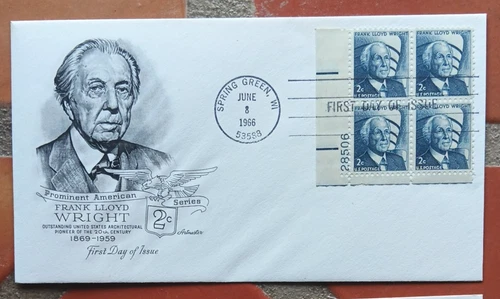 Prominent American
Series
FRANK LLOYD
WRIGHT
OUTSTANDING UNITED STATES ARCHITECTURAL
PIONEER OF THE 20TH CENTURY
1869-1959
First Day of Issue
2c
Artmaster
SPRING GREEN, WI
JUNE
8
1966
53588
FIRST DAY OF ISSUE
28506
FRANK LLOYD WRIGHT
2c
U.S. POSTAGE
FRANK LLOYD WRIGHT
2c
U.S. POSTAGE
FRANK LLOYD WRIGHT
2c
U.S. POSTAGE
FRANK LLOYD WRIGHT
2c
U.S. POSTAGE